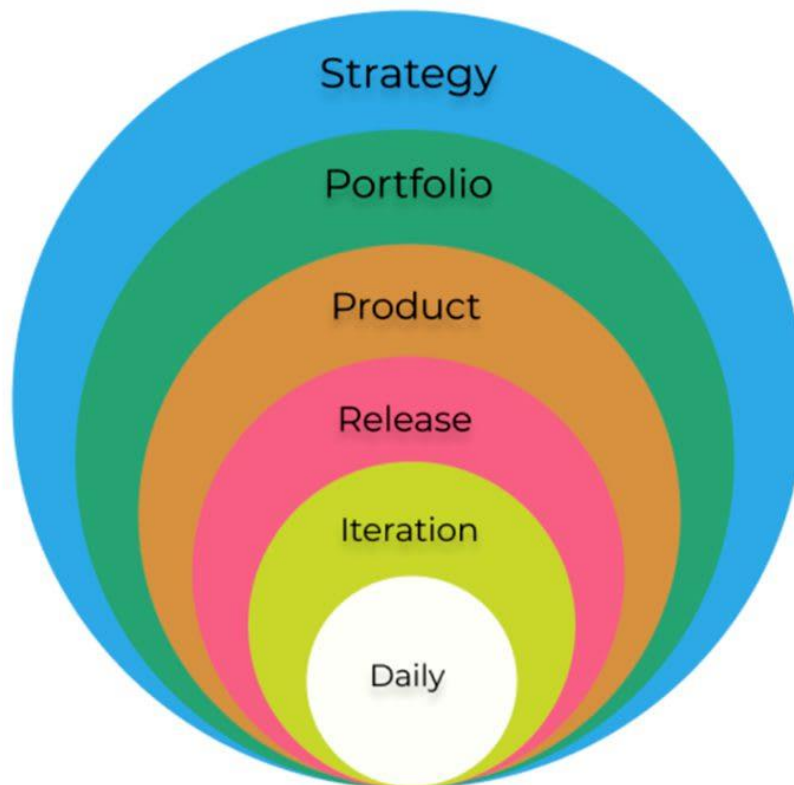 Strategy
Portfolio
Product
Release
Iteration
Daily